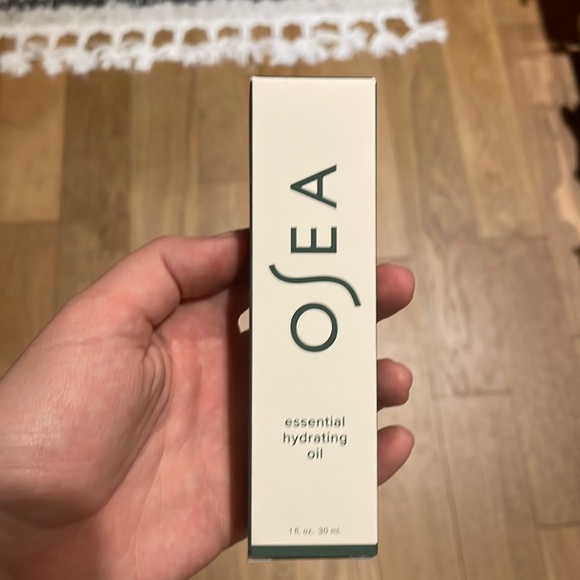 OSEA
essential
hydrating
oil
1 fl. oz. 30 ml.